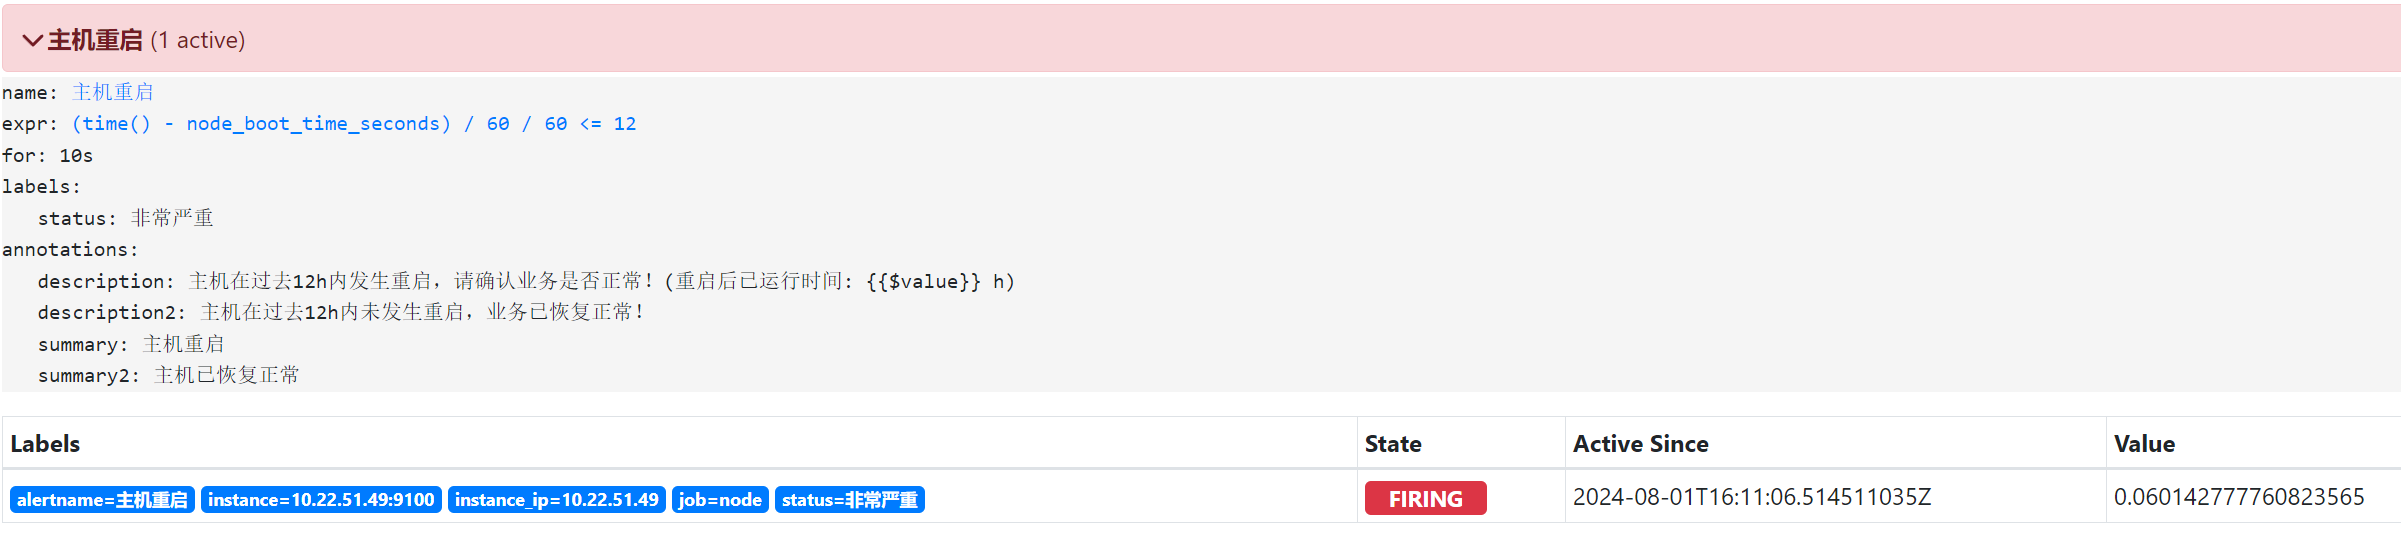 主机重启 (1 active)
name: 主机重启
expr: (time() - node_boot_time_seconds) / 60 / 60 <= 12
for: 10s
labels:
status: 非常严重
annotations:
description: 主机在过去12h内发生重启，请确认业务是否正常！(重启后已运行时间: {{$value}} h)
description2: 主机在过去12h内未发生重启，业务已恢复正常！
summary: 主机重启
summary2: 主机已恢复正常
Labels State Active Since Value
alertname=主机重启 instance=10.22.51.49:9100 instance_ip=10.22.51.49 job=node status=非常严重 FIRING 2024-08-01T16:11:06.514511035Z 0.060142777760823565